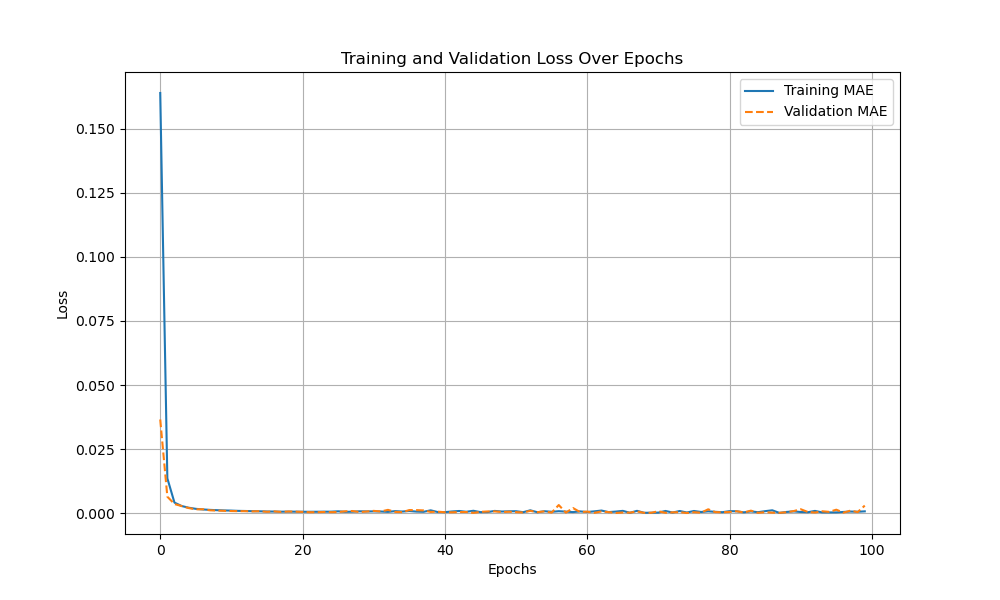 Training and Validation Loss Over Epochs
Training MAE
Validation MAE
0.150
0.125
0.100
0.075
0.050
0.025
0.000
Loss
0 20 40 60 80 100
Epochs